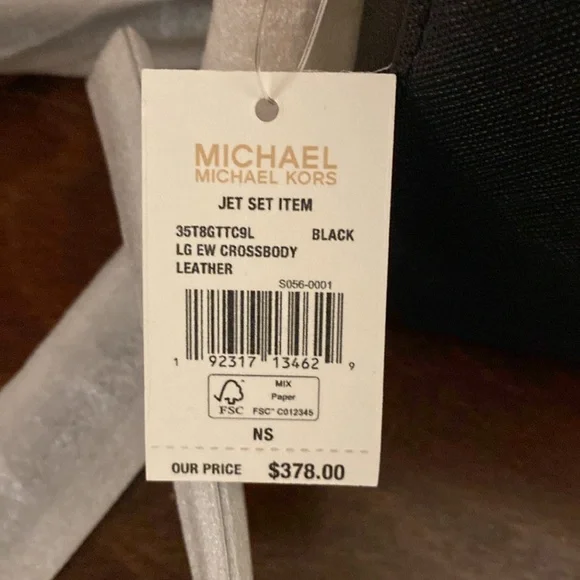 MICHAEL
MICHAEL KORS
JET SET ITEM
35T8GTTC9L BLACK
LG EW CROSSBODY
LEATHER
S056-0001
1 92317 13462 9
FSC
MIX
Paper
FSC™ C012345
NS
OUR PRICE $378.00